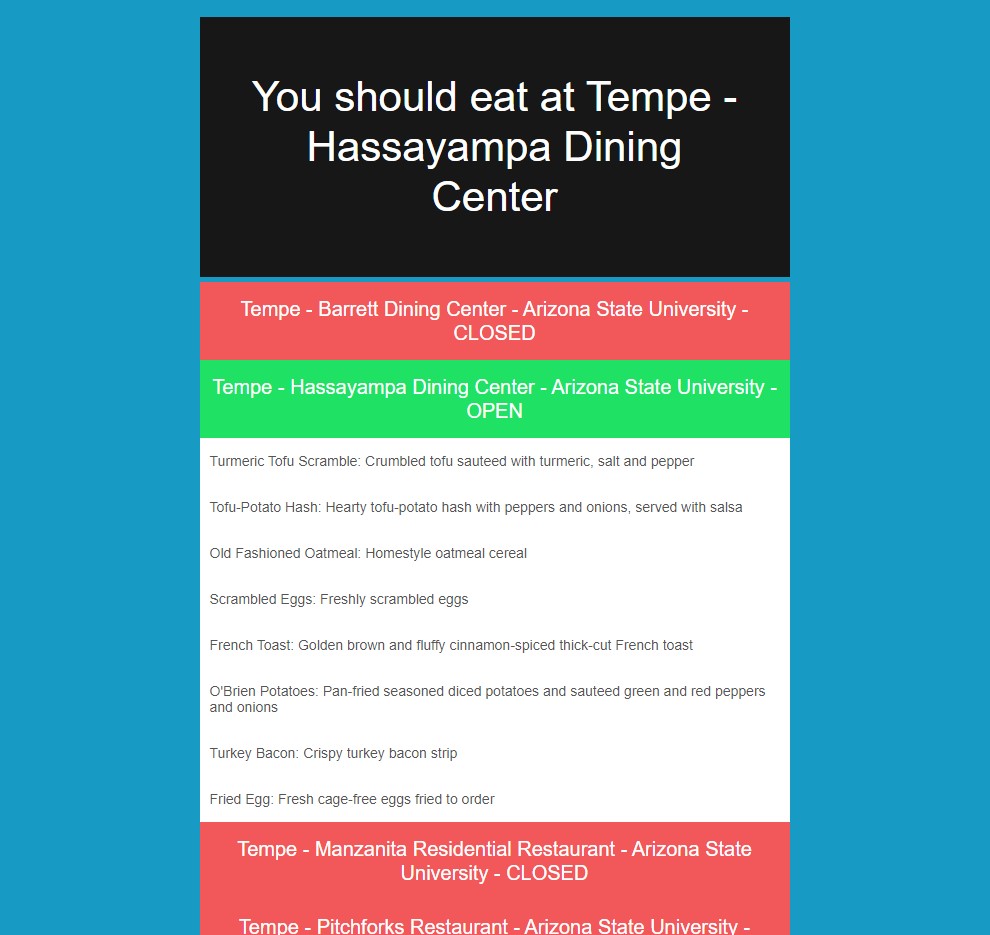 You should eat at Tempe -
Hassayampa Dining
Center
Tempe - Barrett Dining Center - Arizona State University -
CLOSED
Tempe - Hassayampa Dining Center - Arizona State University -
OPEN
Turmeric Tofu Scramble: Crumbled tofu sauteed with turmeric, salt and pepper
Tofu-Potato Hash: Hearty tofu-potato hash with peppers and onions, served with salsa
Old Fashioned Oatmeal: Homestyle oatmeal cereal
Scrambled Eggs: Freshly scrambled eggs
French Toast: Golden brown and fluffy cinnamon-spiced thick-cut French toast
O'Brien Potatoes: Pan-fried seasoned diced potatoes and sauteed green and red peppers
and onions
Turkey Bacon: Crispy turkey bacon strip
Fried Egg: Fresh cage-free eggs fried to order
Tempe - Manzanita Residential Restaurant - Arizona State
University - CLOSED
Tempe - Pitchforks Restaurant - Arizona State University -